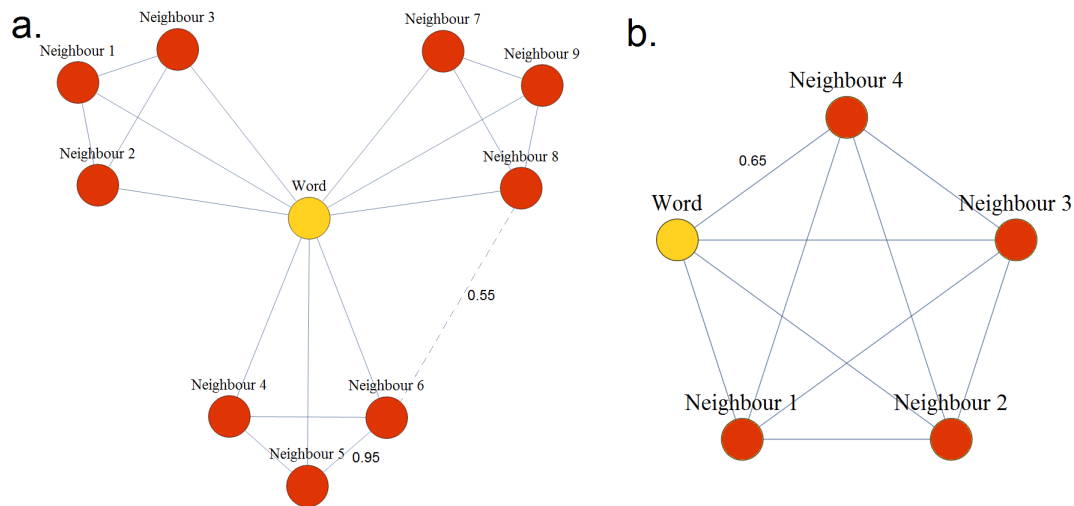 a.
Neighbour 3
Neighbour 1
Neighbour 2
Neighbour 7
Neighbour 9
Neighbour 8
Word
0.55
Neighbour 4
Neighbour 6
Neighbour 5
0.95
b.
Neighbour 4
0.65
Word
Neighbour 3
Neighbour 1
Neighbour 2